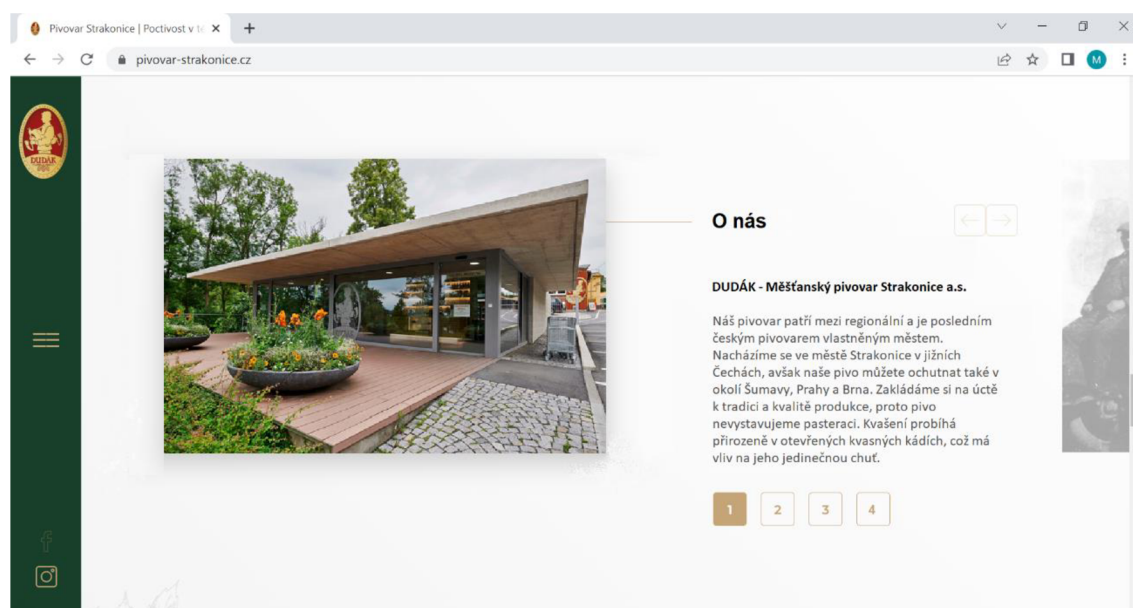 Pivovar Strakonice | Poctivost v te
pivovar-strakonice.cz
M
DUDÁK
O nás
DUDÁK - Měšťanský pivovar Strakonice a.s.
Náš pivovar patří mezi regionální a je posledním
českým pivovarem vlastněným městem.
Nacházíme se ve městě Strakonice v jižních
Čechách, avšak naše pivo můžete ochutnat také v
okolí Šumavy, Prahy a Brna. Zakládáme si na úctě
k tradici a kvalitě produkce, proto pivo
nevystavujeme pasteraci. Kvašení probíhá
přirozeně v otevřených kvasných kádích, což má
vliv na jeho jedinečnou chuť.
1 2 3 4